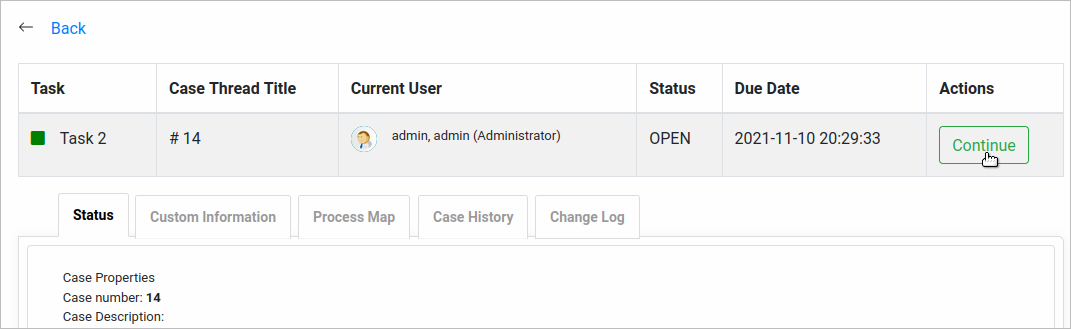 ← Back
Task Case Thread Title Current User Status Due Date Actions
Task 2 # 14 admin, admin (Administrator) OPEN 2021-11-10 20:29:33 Continue
Status Custom Information Process Map Case History Change Log
Case Properties
Case number: 14
Case Description: